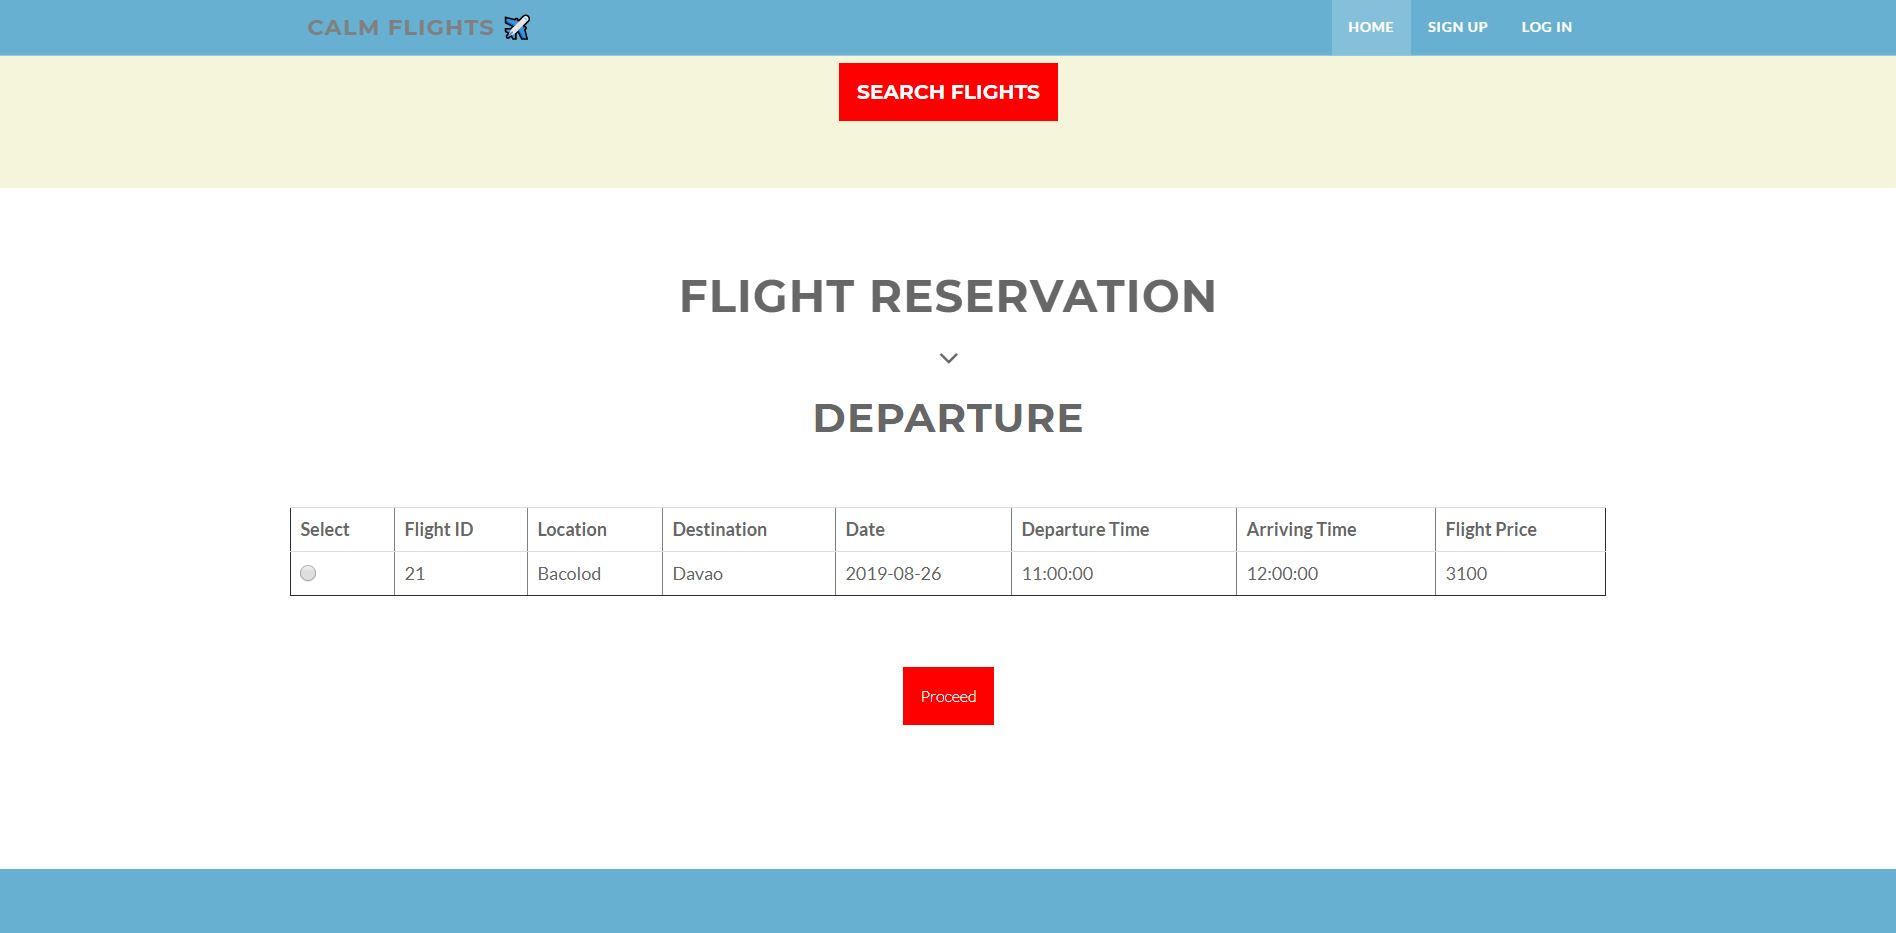 CALM FLIGHTS HOME SIGN UP LOG IN
SEARCH FLIGHTS
FLIGHT RESERVATION
DEPARTURE
Select Flight ID Location Destination Date Departure Time Arriving Time Flight Price
21 Bacolod Davao 2019-08-26 11:00:00 12:00:00 3100
Proceed